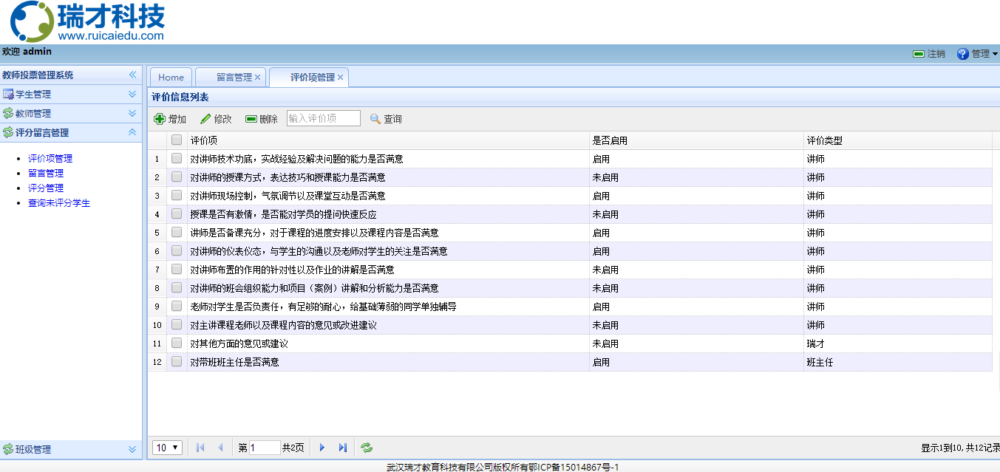 瑞才科技
www.ruicaiedu.com
欢迎 admin
注销 管理
教师投票管理系统
学生管理
教师管理
评分留言管理
评价项管理
留言管理
评分管理
查询未评分学生
班级管理
Home 留言管理 评价项管理
评价信息列表
增加 修改 删除 输入评价项 查询
评价项 是否启用 评价类型
1 对讲师技术功底，实战经验及解决问题的能力是否满意 启用 讲师
2 对讲师的授课方式，表达技巧和授课能力是否满意 未启用 讲师
3 对讲师现场控制，气氛调节以及课堂互动是否满意 启用 讲师
4 授课是否有激情，是否能对学员的提问快速反应 未启用 讲师
5 讲师是否备课充分，对于课程的进度安排以及课程内容是否满意 启用 讲师
6 对讲师的仪表仪态，与学生的沟通以及老师对学生的关注是否满意 启用 讲师
7 对讲师布置的作用的针对性以及作业的讲解是否满意 未启用 讲师
8 对讲师的班会组织能力和项目（案例）讲解和分析能力是否满意 未启用 讲师
9 老师对学生是否负责任，有足够的耐心，给基础薄弱的同学单独辅导 启用 讲师
10 对主讲课程老师以及课程内容的意见或改进建议 未启用 讲师
11 对其他方面的意见或建议 未启用 瑞才
12 对带班班主任是否满意 启用 班主任
10 第 1 共2页 显示1到10,共12记录
武汉瑞才教育科技有限公司版权所有鄂ICP备15014867号-1